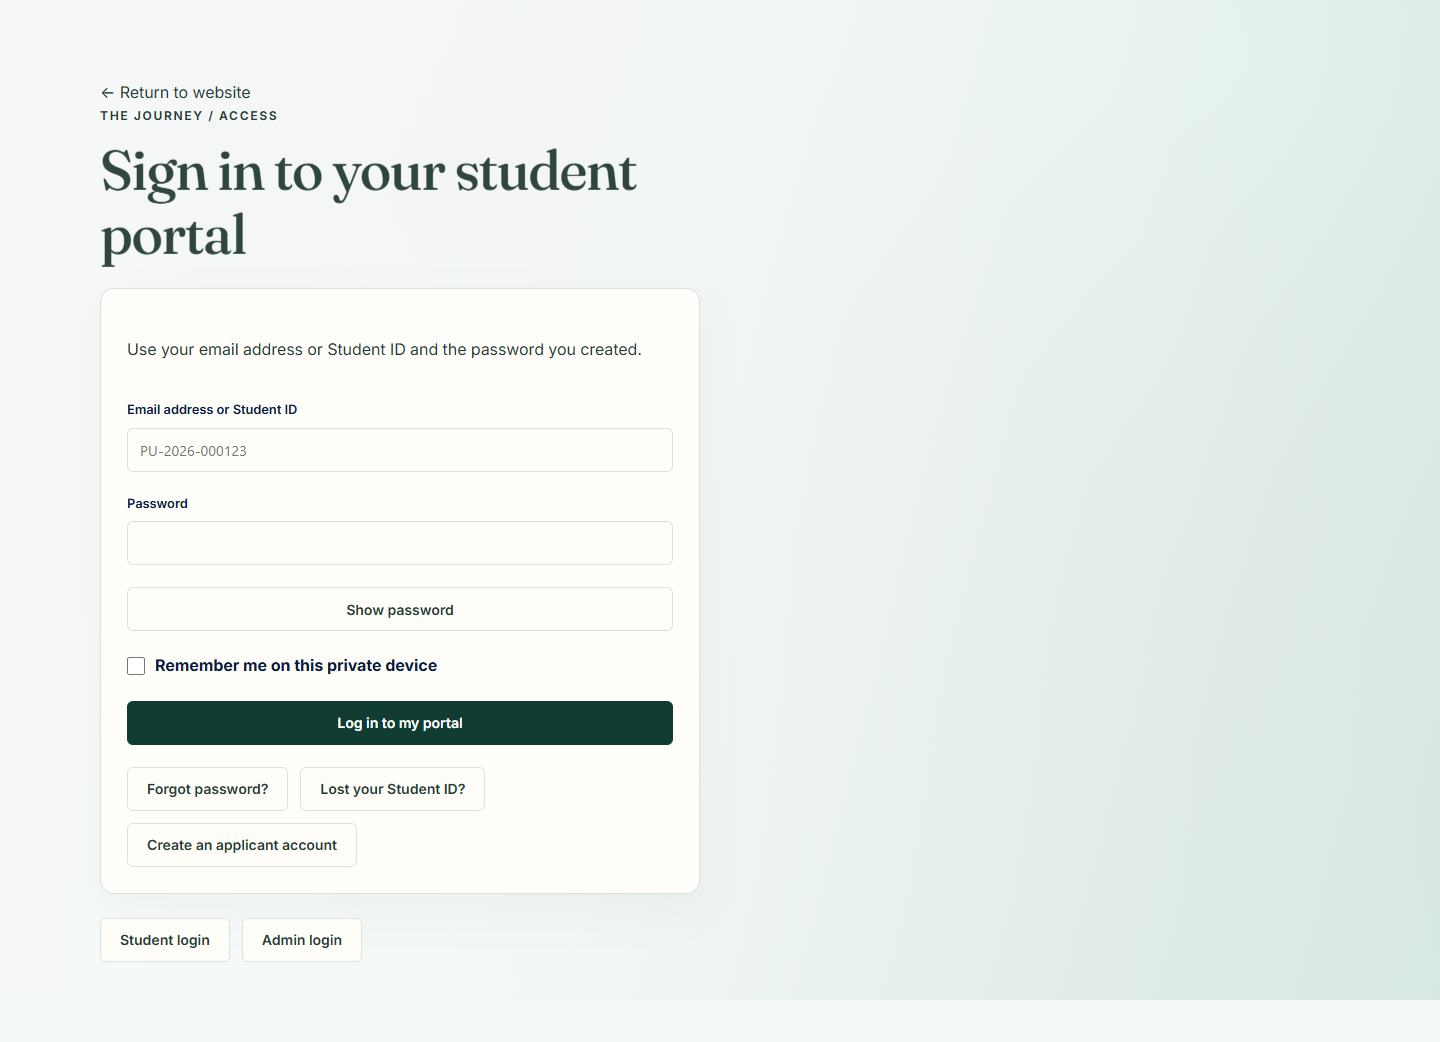 ← Return to website
THE JOURNEY / ACCESS
Sign in to your student
portal
Use your email address or Student ID and the password you created.
Email address or Student ID
PU-2026-000123
Password
Show password
Remember me on this private device
Log in to my portal
Forgot password?
Lost your Student ID?
Create an applicant account
Student login
Admin login